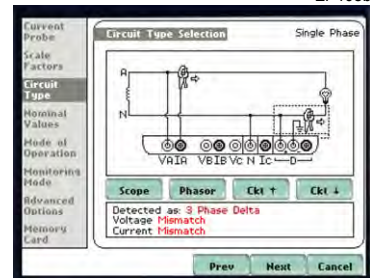 Current
Probe
Circuit Type Selection
Single Phase
Scale
Factors
Circuit
Type
Nominal
Values
Mode of
Operation
Monitoring
Mode
Advanced
Options
Memory
Card
A
N
VA IA VB IB Vc N Ic D
Scope Phasor Ckt ↑ Ckt ↓
Detected as: 3 Phase Delta
Voltage Mismatch
Current Mismatch
Prev Next Cancel